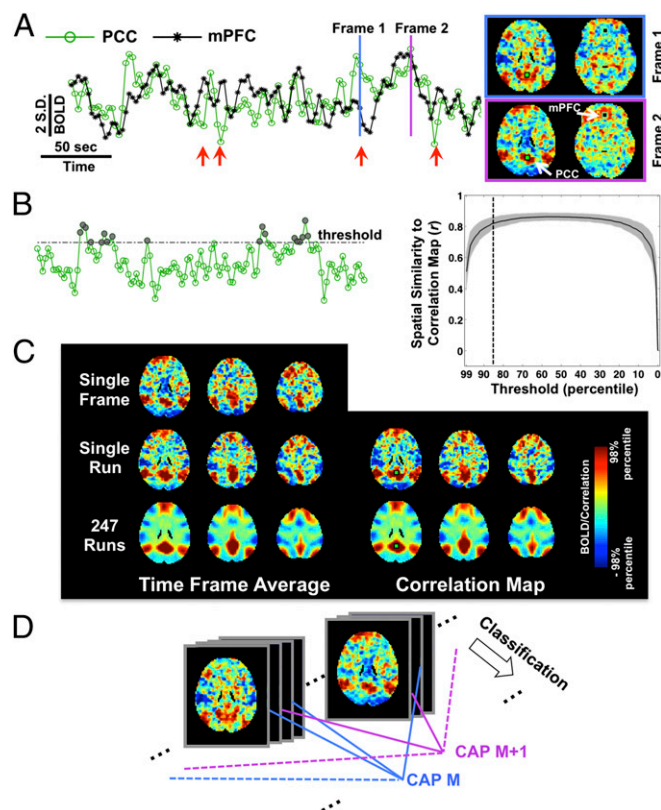 A
PCC
mPFC
Frame 1
Frame 2
2 S.D.
BOLD
50 sec
Time
Frame 1
Frame 2
mPFC
PCC
B
threshold
Spatial Similarity to
Correlation Map (r)
1
0.8
0.6
0.4
0.2
0
99 90 80 70 60 50 40 30 20 10 0
Threshold (percentile)
C
Single
Frame
Single
Run
247
Runs
Time Frame Average
Correlation Map
BOLD/Correlation
98%
percentile
- 98%
percentile
D
Classification
CAP M+1
CAP M